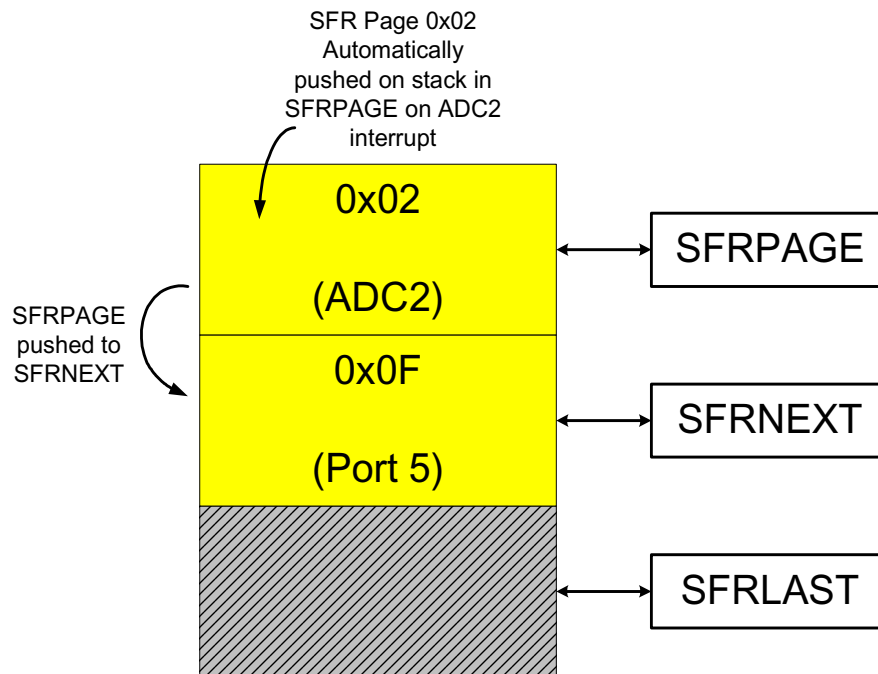 SFR Page 0x02
Automatically
pushed on stack in
SFRPAGE on ADC2
interrupt
0x02
(ADC2)
SFRPAGE
SFRPAGE
pushed to
SFRNEXT
0x0F
(Port 5)
SFRNEXT
SFRLAST